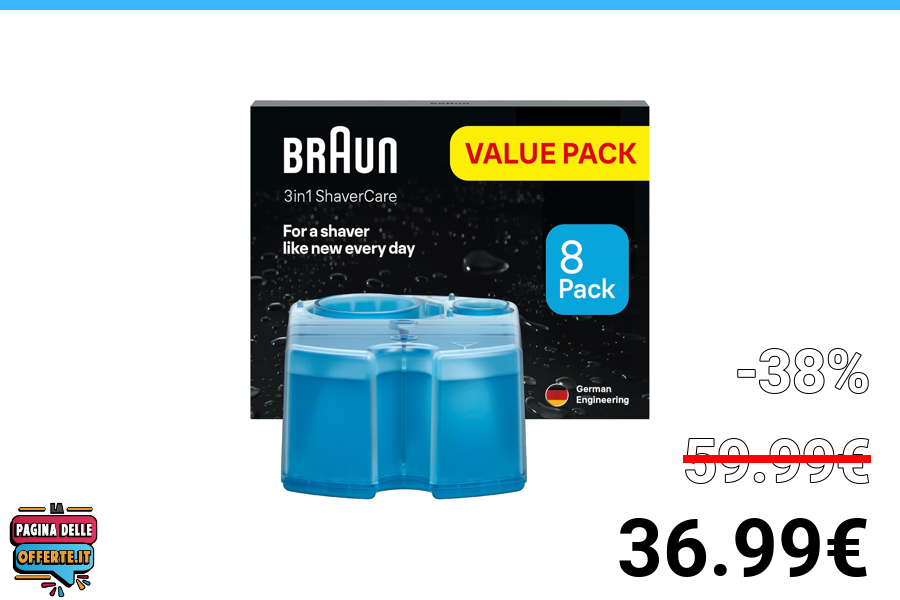 BRAUN
VALUE PACK
3in1 ShaverCare
For a shaver
like new every day
8
Pack
German
Engineering
-38%
59.99€
36.99€
LA
PAGINA DELLE
OFFERTE.IT